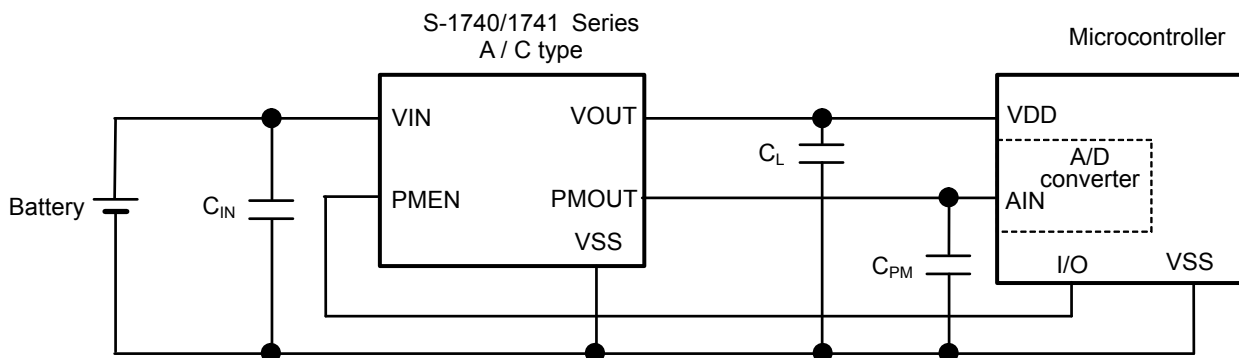 S-1740/1741 Series
A / C type
Microcontroller
VIN
VOUT
VDD
C_L
A/D
converter
Battery
C_IN
PMEN
PMOUT
AIN
VSS
C_PM
I/O
VSS